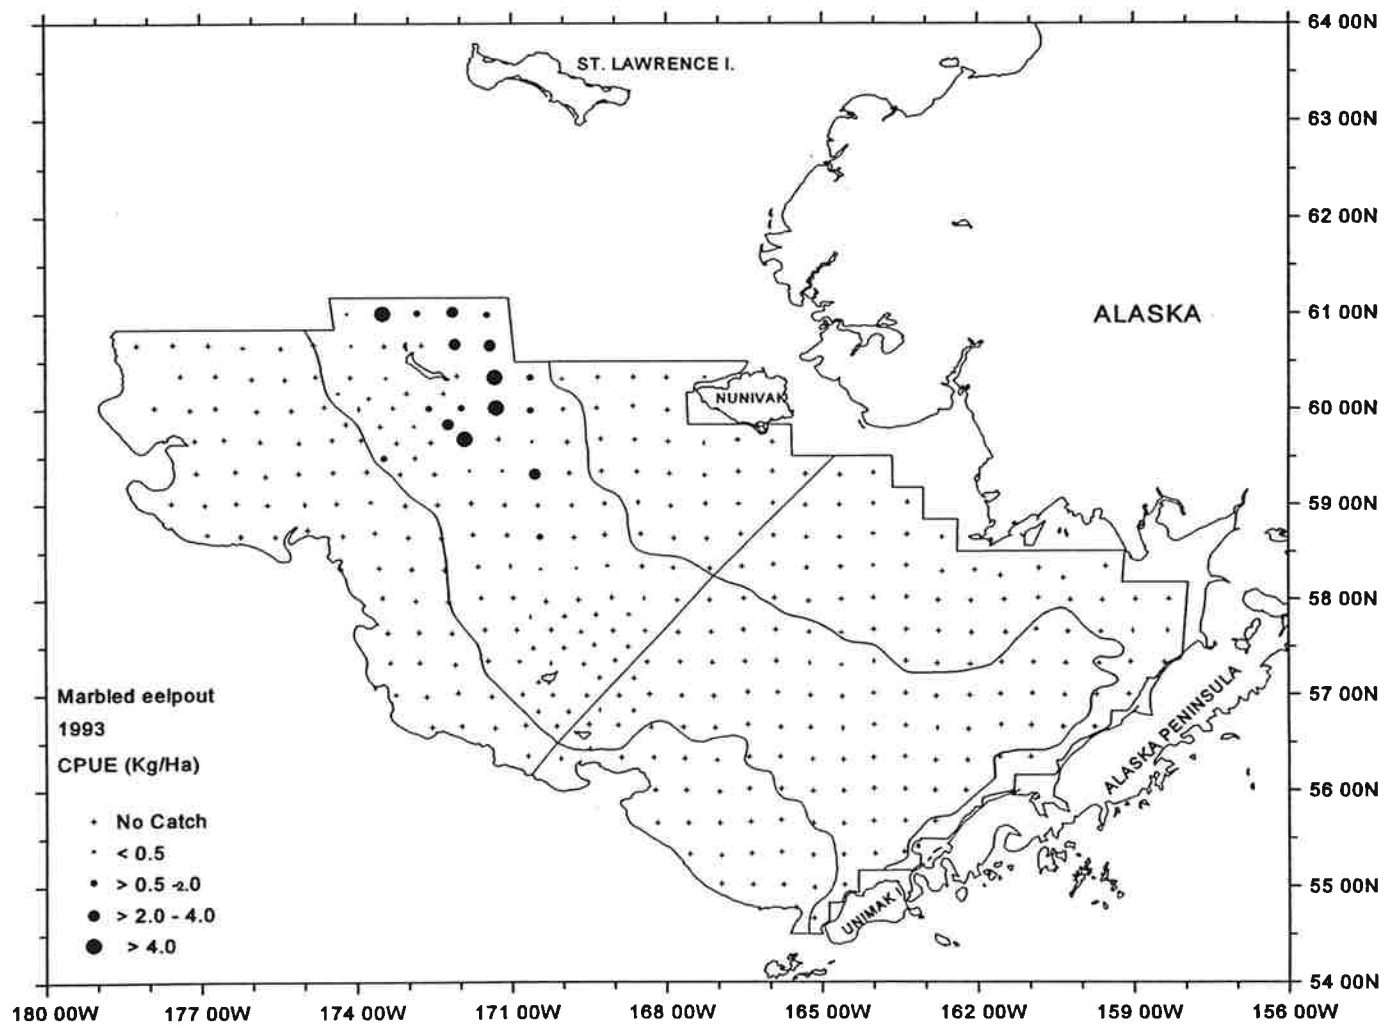 64 00N
ST. LAWRENCE I.
63 00N
62 00N
ALASKA
61 00N
NUNIVAK
60 00N
59 00N
58 00N
57 00N
Marbled eelpout
1993
CPUE (Kg/Ha)
ALASKA PENINSULA
56 00N
No Catch
< 0.5
> 0.5 -2.0
> 2.0 - 4.0
> 4.0
55 00N
UNIMAK I
54 00N
180 00W 177 00W 174 00W 171 00W 168 00W 165 00W 162 00W 159 00W 156 00W